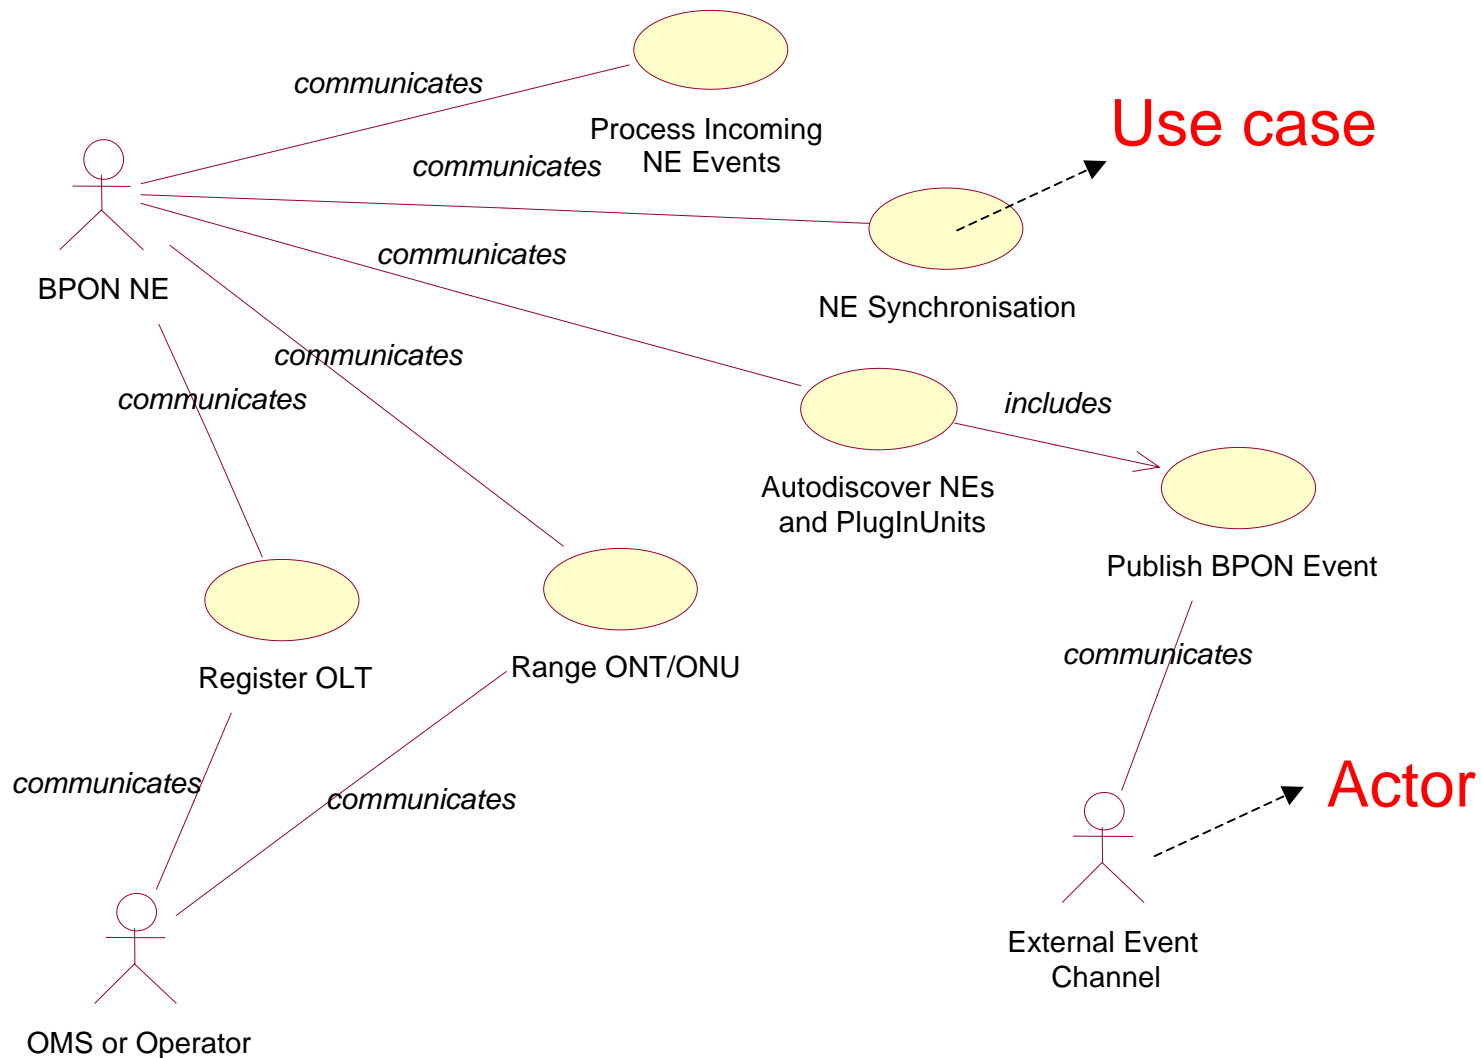 communicates
Process Incoming
NE Events
Use case
communicates
BPON NE
communicates
NE Synchronisation
communicates
communicates
includes
Autodiscover NEs
and PlugInUnits
Publish BPON Event
Register OLT
Range ONT/ONU
communicates
communicates
communicates
Actor
External Event
Channel
OMS or Operator